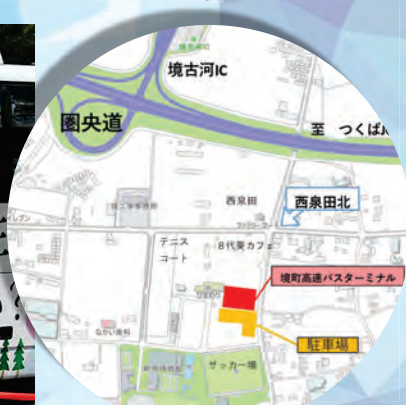 境古河IC
圏央道
至 つくばJC
西泉田
西泉田北
テニス
コート
8代葵カフェ
境町高速バスターミナル
駐車場
サッカー場